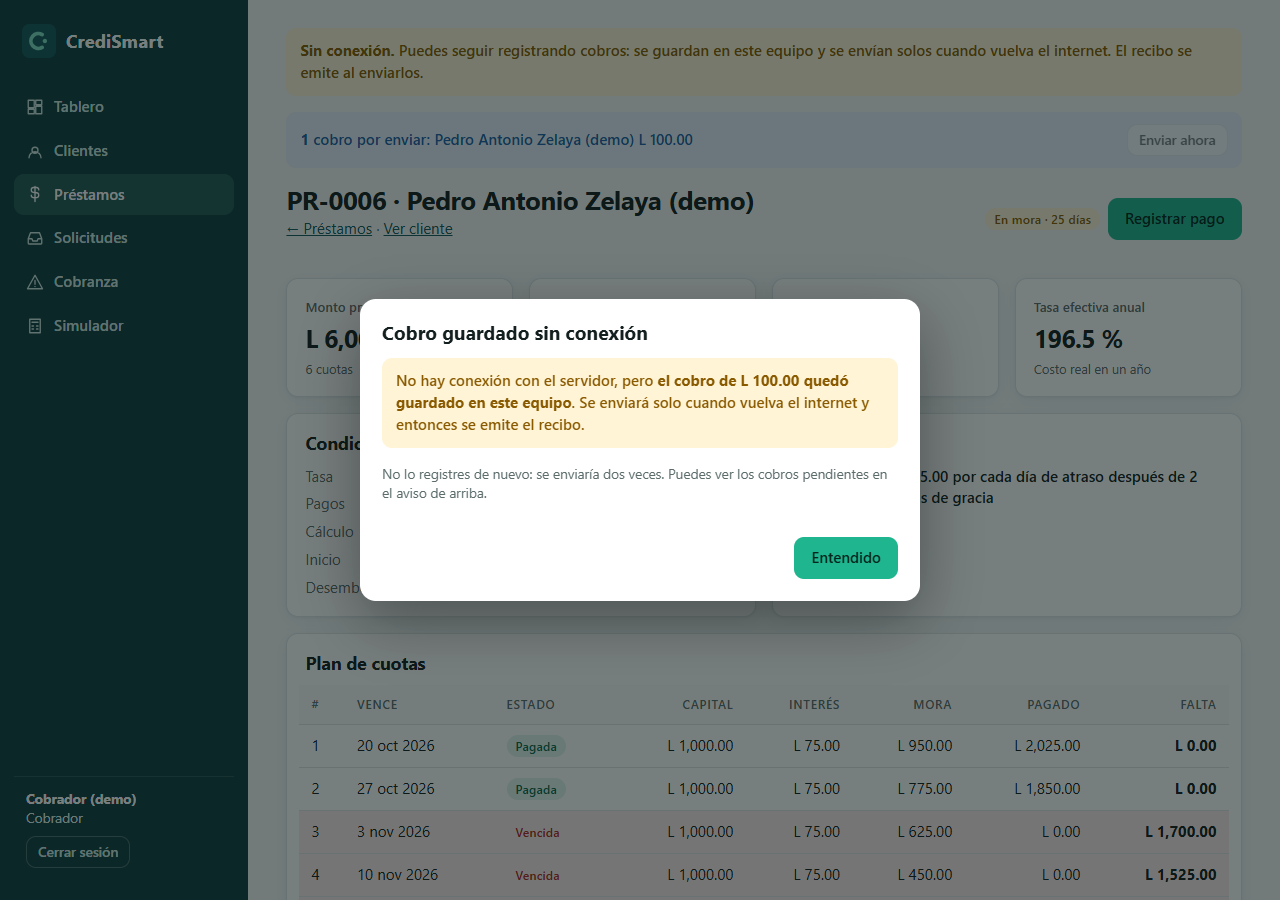 CrediSmart
Tablero
Clientes
Préstamos
Solicitudes
Cobranza
Simulador
Cobrador (demo)
Cobrador
Cerrar sesión
Sin conexión. Puedes seguir registrando cobros: se guardan en este equipo y se envían solos cuando vuelva el internet. El recibo se
emite al enviarlos.
1 cobro por enviar: Pedro Antonio Zelaya (demo) L 100.00
Enviar ahora
PR-0006 · Pedro Antonio Zelaya (demo)
← Préstamos · Ver cliente
En mora · 25 días
Registrar pago
Monto
L 6,0
6 cuotas
Tasa efectiva anual
196.5 %
Costo real en un año
Cobro guardado sin conexión
No hay conexión con el servidor, pero el cobro de L 100.00 quedó
guardado en este equipo. Se enviará solo cuando vuelva el internet y
entonces se emite el recibo.
No lo registres de nuevo: se enviaría dos veces. Puedes ver los cobros pendientes en
el aviso de arriba.
Entendido
Tasa
Pagos
Cálculo
Inicio
5.00 por cada día de atraso después de 2
s de gracia
Plan de cuotas
# VENCE ESTADO CAPITAL INTERÉS MORA PAGADO FALTA
1 20 oct 2026 Pagada L 1,000.00 L 75.00 L 950.00 L 2,025.00 L 0.00
2 27 oct 2026 Pagada L 1,000.00 L 75.00 L 775.00 L 1,850.00 L 0.00
3 3 nov 2026 Vencida L 1,000.00 L 75.00 L 625.00 L 0.00 L 1,700.00
4 10 nov 2026 Vencida L 1,000.00 L 75.00 L 450.00 L 0.00 L 1,525.00